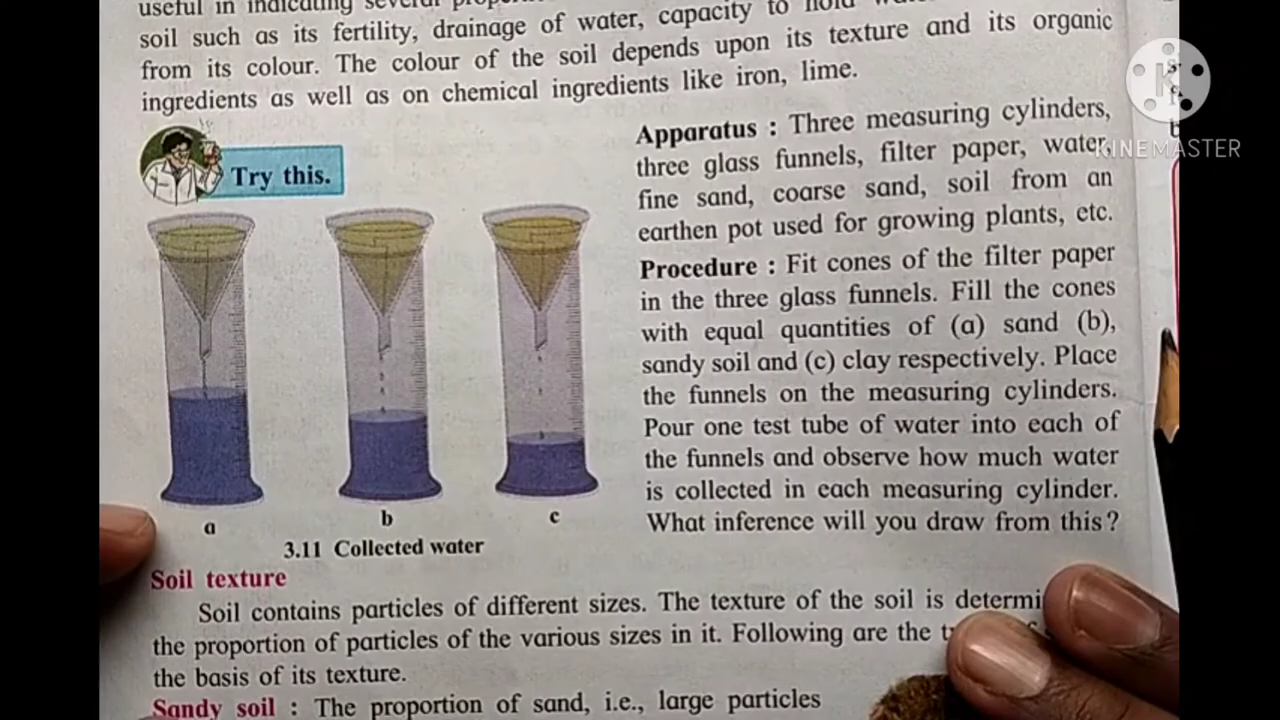 useful in indicating several
soil such as its fertility, drainage of water, capacity to hold
from its colour. The colour of the soil depends upon its texture and its organic
ingredients as well as on chemical ingredients like iron, lime.
Try this.
a
b
c
3.11 Collected water
Apparatus : Three measuring cylinders,
three glass funnels, filter paper, water,
fine sand, coarse sand, soil from an
earthen pot used for growing plants, etc.
Procedure : Fit cones of the filter paper
in the three glass funnels. Fill the cones
with equal quantities of (a) sand (b),
sandy soil and (c) clay respectively. Place
the funnels on the measuring cylinders.
Pour one test tube of water into each of
the funnels and observe how much water
is collected in each measuring cylinder.
What inference will you draw from this?
Soil texture
Soil contains particles of different sizes. The texture of the soil is
the proportion of particles of the various sizes in it. Following are the
the basis of its texture.
Sandy soil : The proportion of sand, i.e., large particles
K
KINEMASTER